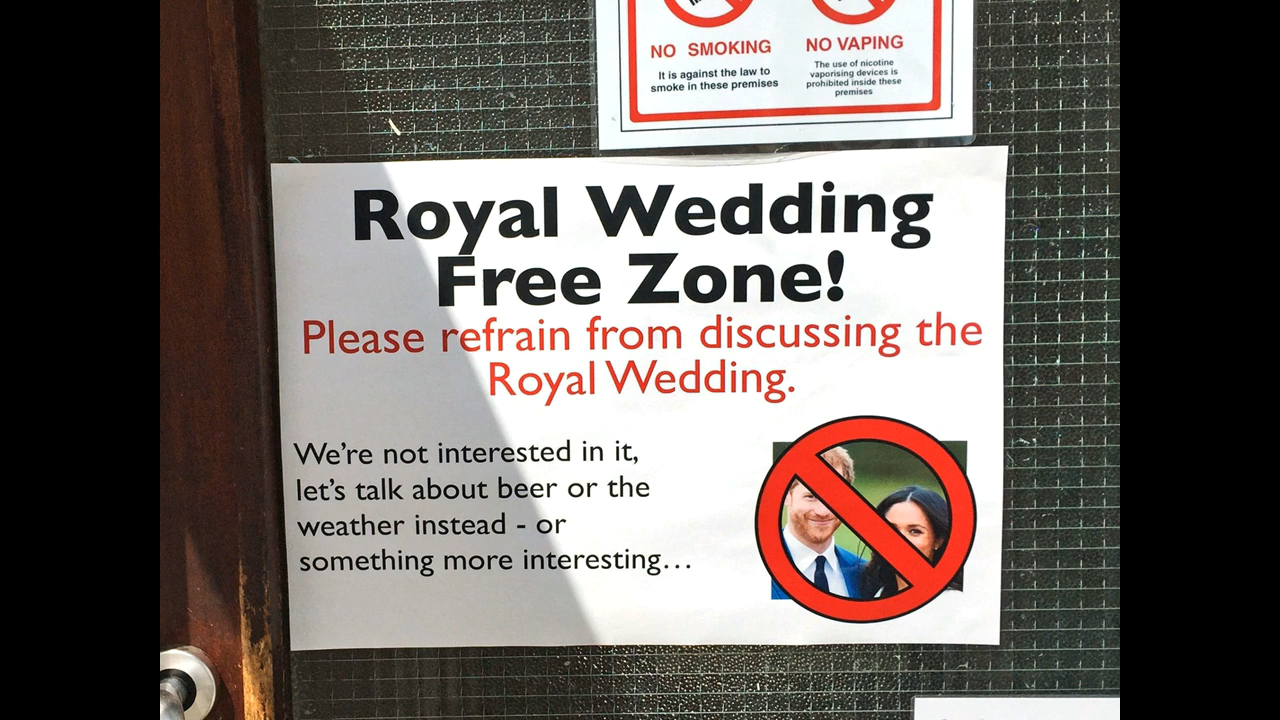 NO SMOKING
It is against the law to
smoke in these premises
NO VAPING
The use of nicotine
vaporising devices is
prohibited inside these
premises
Royal Wedding
Free Zone!
Please refrain from discussing the
Royal Wedding.
We're not interested in it,
let's talk about beer or the
weather instead - or
something more interesting...